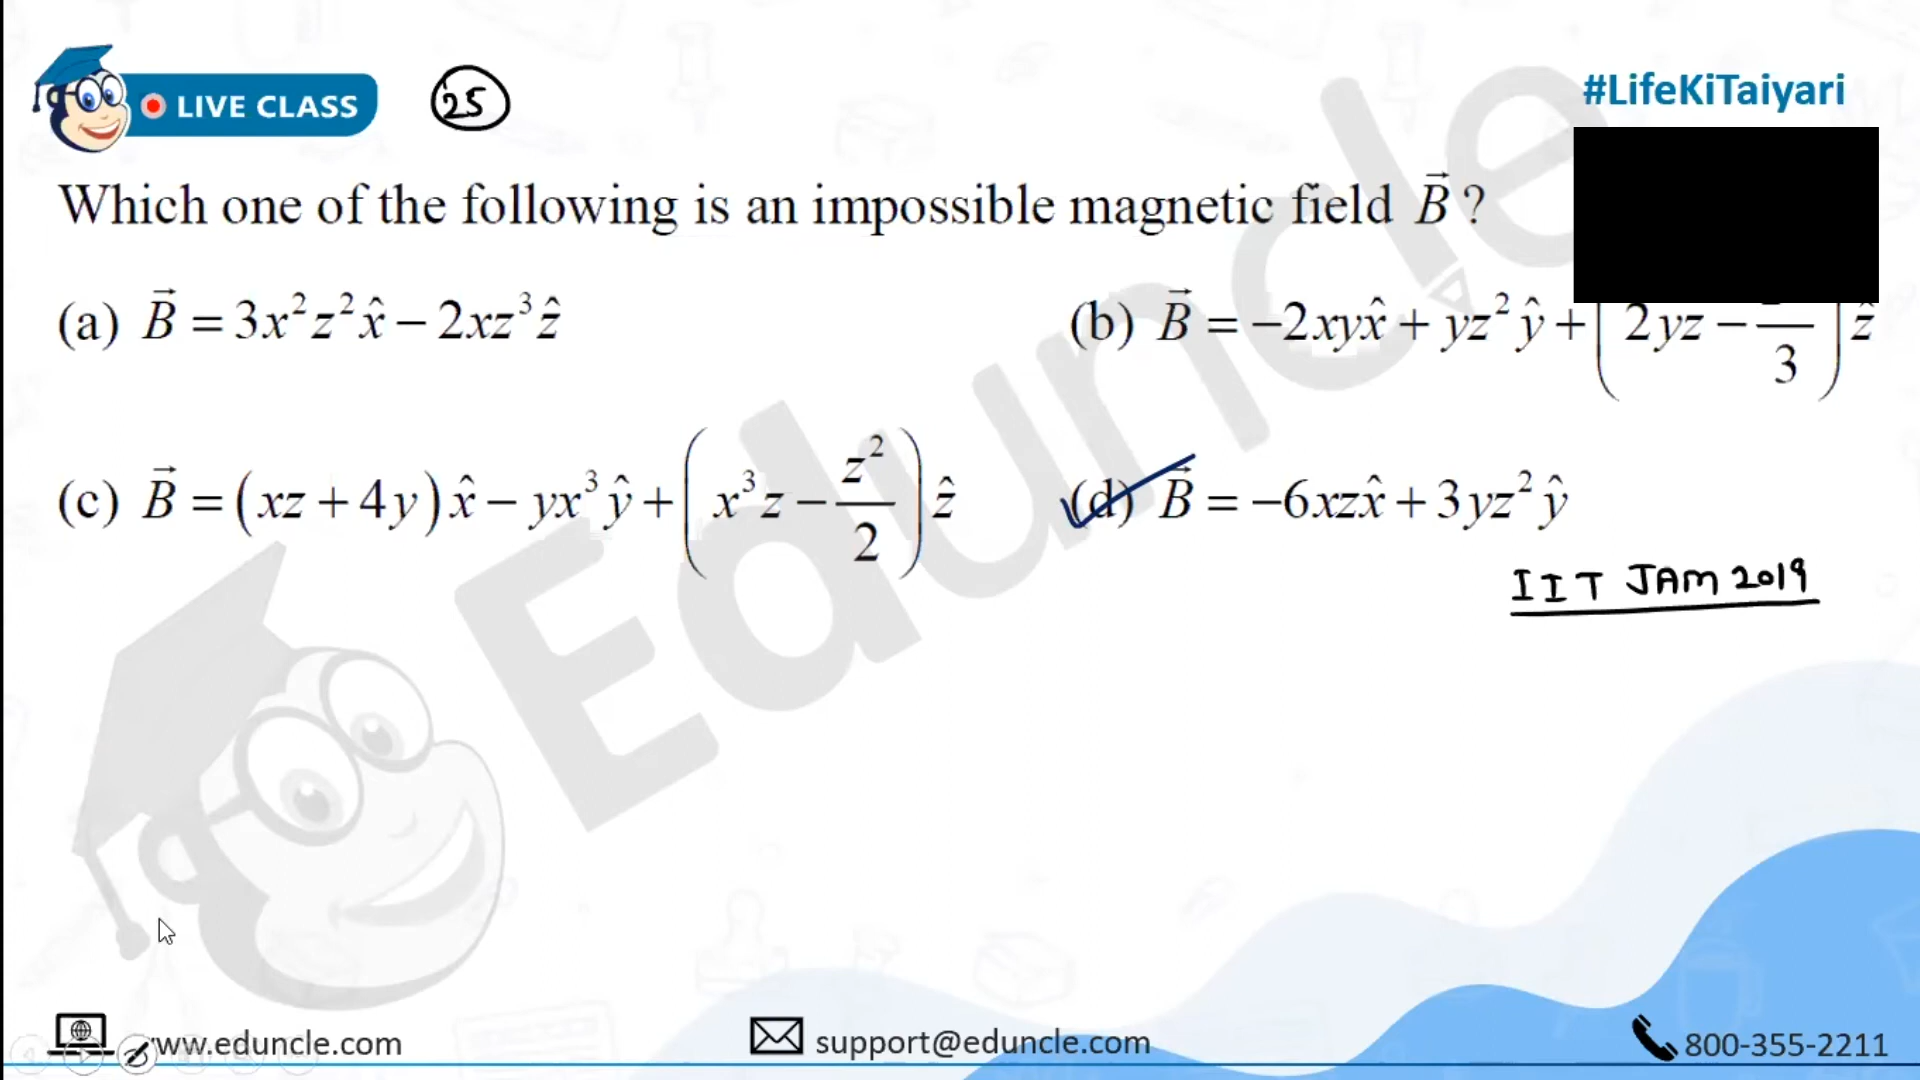 LIVE CLASS
25
#LifeKiTaiyari
Which one of the following is an impossible magnetic field B⃗ ?
(a) B⃗ = 3x²z²x̂ − 2xz³ẑ
(b) B⃗ = −2xyx̂ + yz²ŷ + (2yz − /3)ẑ
(c) B⃗ = (xz + 4y)x̂ − yx³ŷ + (x³z − z²/2)ẑ
(d) B⃗ = −6xzx̂ + 3yz²ŷ
IIT JAM 2019
Eduncle
www.eduncle.com
support@eduncle.com
800-355-2211